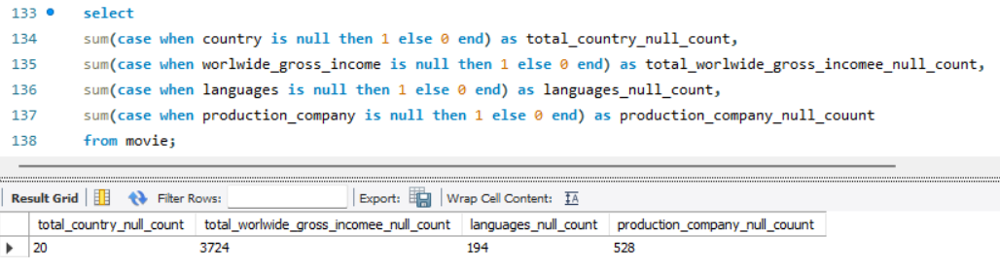 133 select
134 sum(case when country is null then 1 else 0 end) as total_country_null_count,
135 sum(case when worlwide_gross_income is null then 1 else 0 end) as total_worlwide_gross_incomee_null_count,
136 sum(case when languages is null then 1 else 0 end) as languages_null_count,
137 sum(case when production_company is null then 1 else 0 end) as production_company_null_couunt
138 from movie;
Result Grid Filter Rows: Export: Wrap Cell Content: IA
total_country_null_count total_worlwide_gross_incomee_null_count languages_null_count production_company_null_couunt
20 3724 194 528